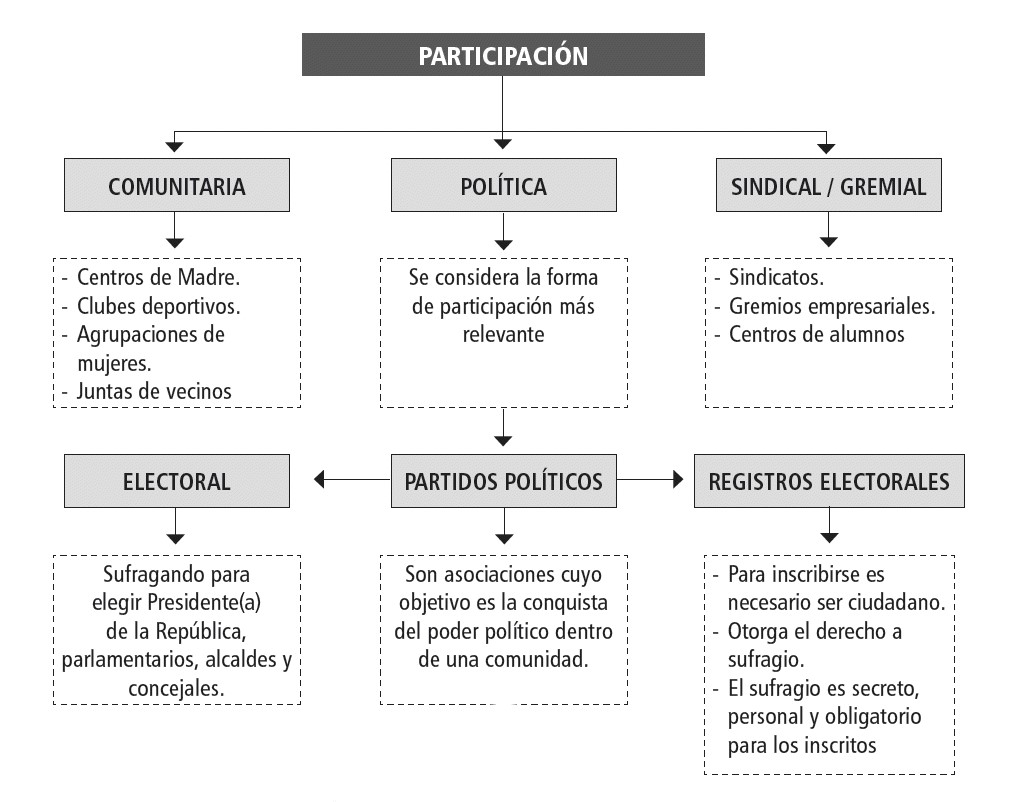 PARTICIPACIÓN
COMUNITARIA
- Centros de Madre.
- Clubes deportivos.
- Agrupaciones de
mujeres.
- Juntas de vecinos
POLÍTICA
Se considera la forma
de participación más
relevante
SINDICAL / GREMIAL
- Sindicatos.
- Gremios empresariales.
- Centros de alumnos
ELECTORAL
Sufragando para
elegir Presidente(a)
de la República,
parlamentarios, alcaldes y
concejales.
PARTIDOS POLÍTICOS
Son asociaciones cuyo
objetivo es la conquista
del poder político dentro
de una comunidad.
REGISTROS ELECTORALES
- Para inscribirse es
necesario ser ciudadano.
- Otorga el derecho a
sufragio.
- El sufragio es secreto,
personal y obligatorio
para los inscritos